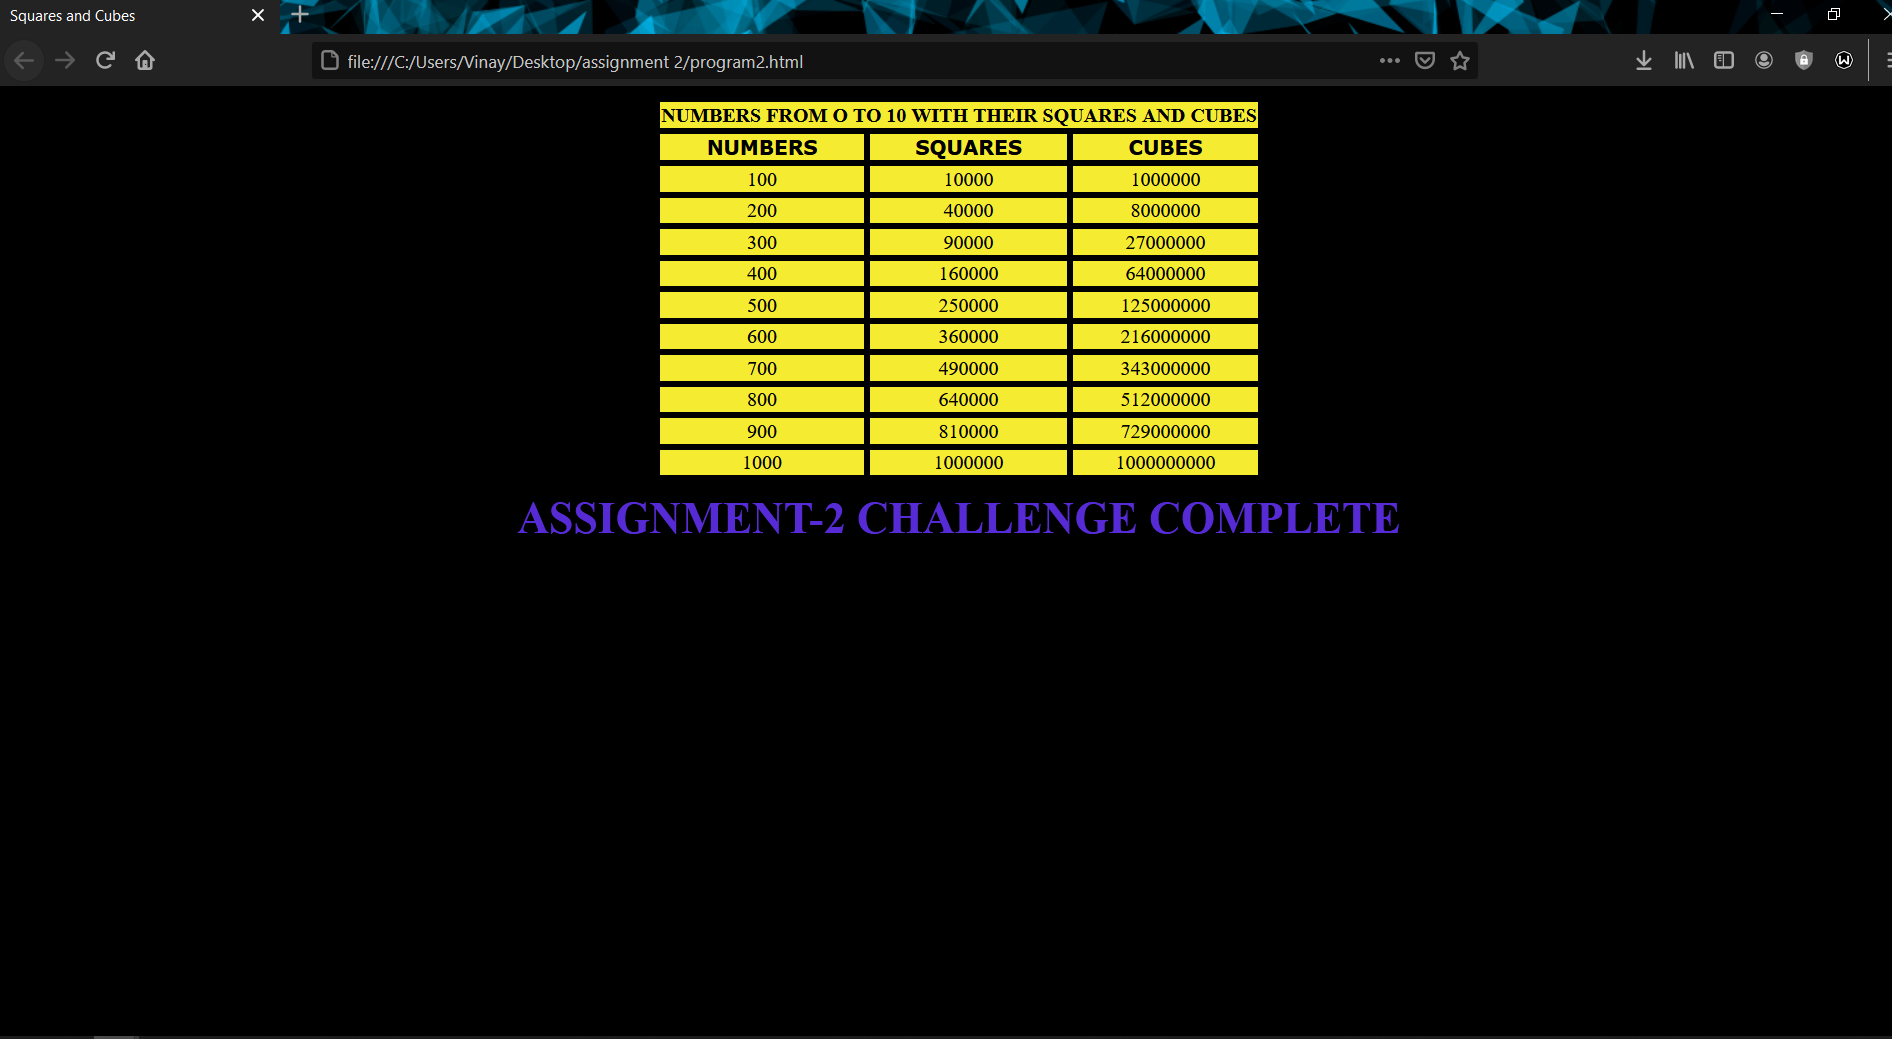 Squares and Cubes
file:///C:/Users/Vinay/Desktop/assignment 2/program2.html
NUMBERS FROM O TO 10 WITH THEIR SQUARES AND CUBES
NUMBERS SQUARES CUBES
100 10000 1000000
200 40000 8000000
300 90000 27000000
400 160000 64000000
500 250000 125000000
600 360000 216000000
700 490000 343000000
800 640000 512000000
900 810000 729000000
1000 1000000 1000000000
ASSIGNMENT-2 CHALLENGE COMPLETE